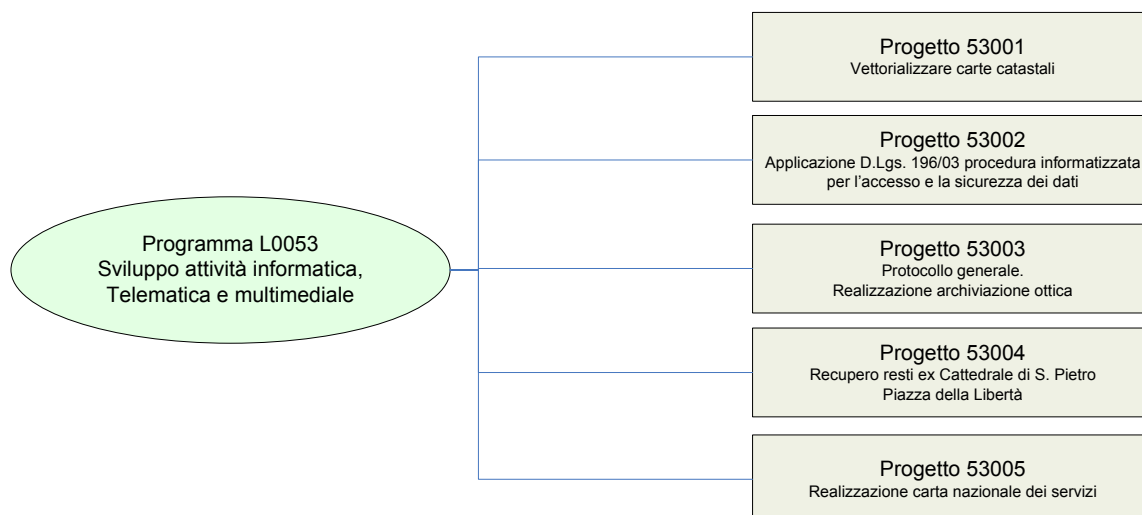 Programma L0053
Sviluppo attività informatica,
Telematica e multimediale
Progetto 53001
Vettorializzare carte catastali
Progetto 53002
Applicazione D.Lgs. 196/03 procedura informatizzata
per l'accesso e la sicurezza dei dati
Progetto 53003
Protocollo generale.
Realizzazione archiviazione ottica
Progetto 53004
Recupero resti ex Cattedrale di S. Pietro
Piazza della Libertà
Progetto 53005
Realizzazione carta nazionale dei servizi